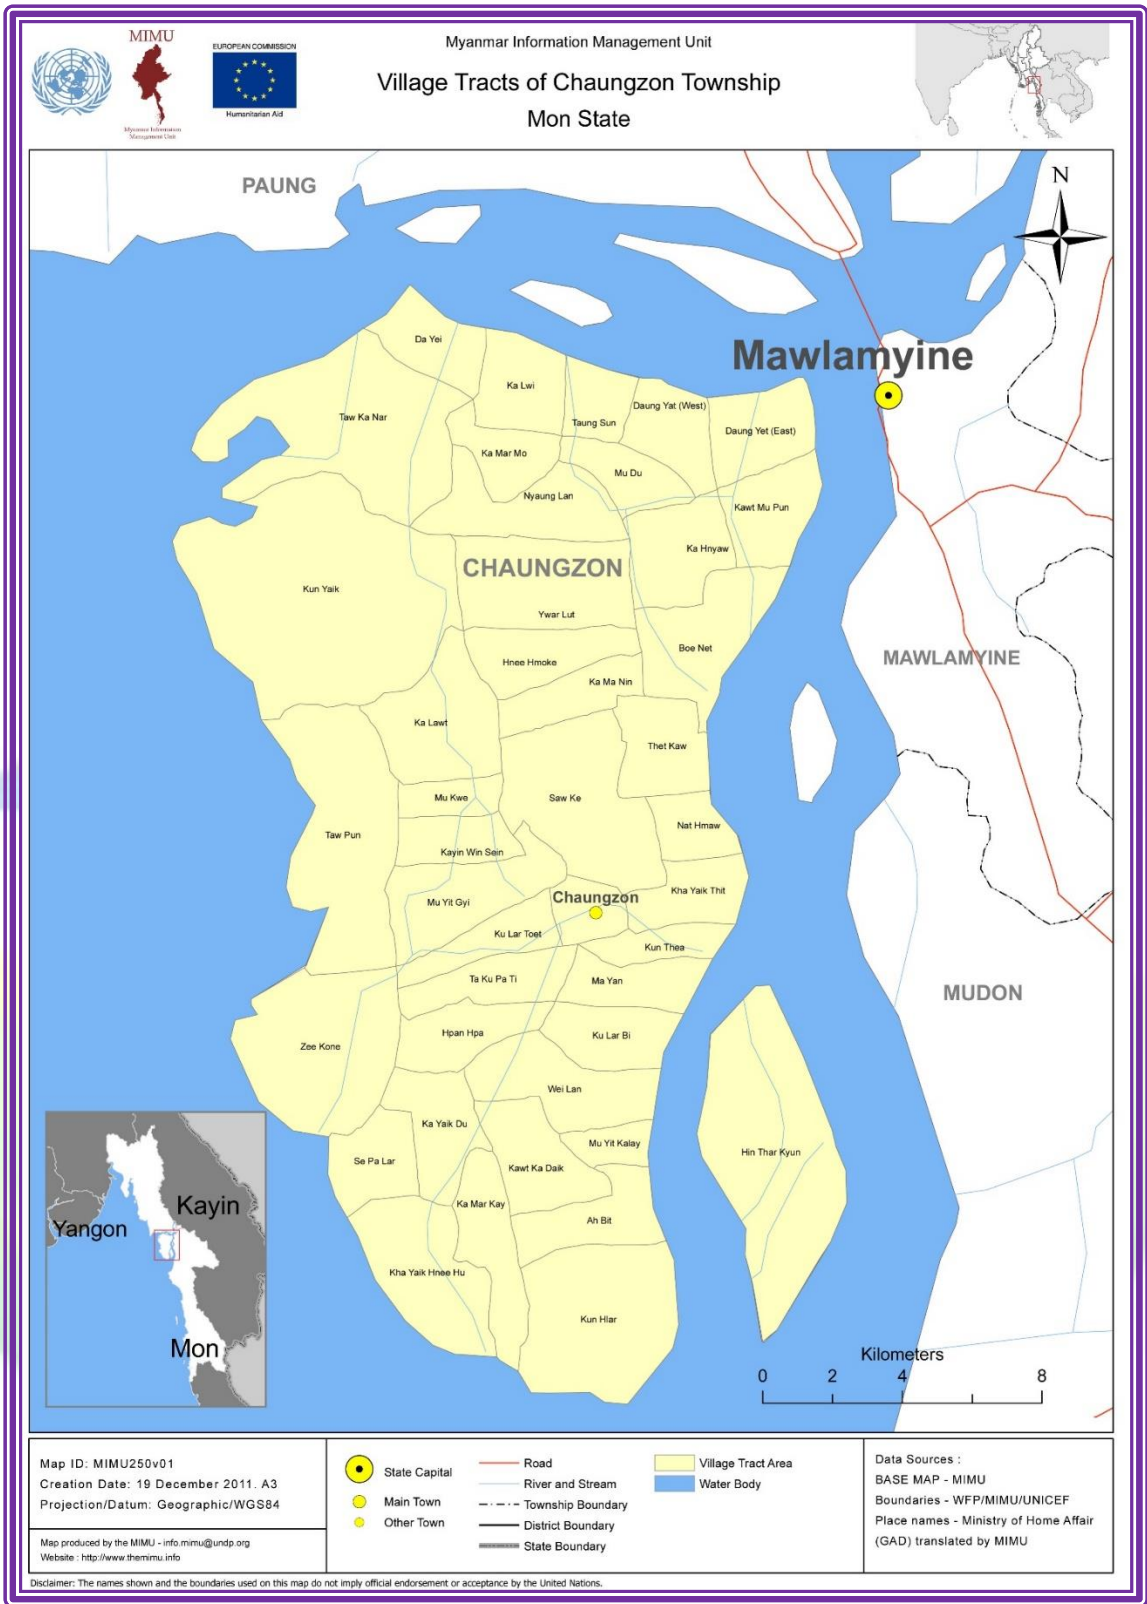 MIMU
Myanmar Information
Management Unit
EUROPEAN COMMISSION
Humanitarian Aid
Myanmar Information Management Unit
Village Tracts of Chaungzon Township
Mon State
PAUNG
N
Mawlamyine
Da Yei
Ka Lwi
Taw Ka Nar
Daung Yat (West)
Taung Sun
Daung Yet (East)
Ka Mar Mo
Mu Du
Nyaung Lan
Kawt Mu Pun
Ka Hnyaw
CHAUNGZON
Kun Yaik
Ywar Lut
Boe Net
MAWLAMYINE
Hnee Hmoke
Ka Ma Nin
Ka Lawt
Thet Kaw
Mu Kwe
Saw Ke
Nat Hmaw
Taw Pun
Kayin Win Sein
Kha Yaik Thit
Mu Yit Gyi
Chaungzon
Ku Lar Toet
Kun Thea
Ta Ku Pa Ti
Ma Yan
MUDON
Hpan Hpa
Ku Lar Bi
Zee Kone
Wei Lan
Ka Yaik Du
Mu Yit Kalay
Hin Thar Kyun
Se Pa Lar
Kawt Ka Daik
Ka Mar Kay
Ah Bit
Kha Yaik Hnee Hu
Kun Hlar
Kayin
Yangon
Mon
Kilometers
0 2 4 8
Map ID: MIMU250v01
Creation Date: 19 December 2011. A3
Projection/Datum: Geographic/WGS84
Map produced by the MIMU - info.mimu@undp.org
Website : http://www.themimu.info
State Capital
Main Town
Other Town
Road
River and Stream
Township Boundary
District Boundary
State Boundary
Village Tract Area
Water Body
Data Sources :
BASE MAP - MIMU
Boundaries - WFP/MIMU/UNICEF
Place names - Ministry of Home Affair
(GAD) translated by MIMU
Disclaimer: The names shown and the boundaries used on this map do not imply official endorsement or acceptance by the United Nations.